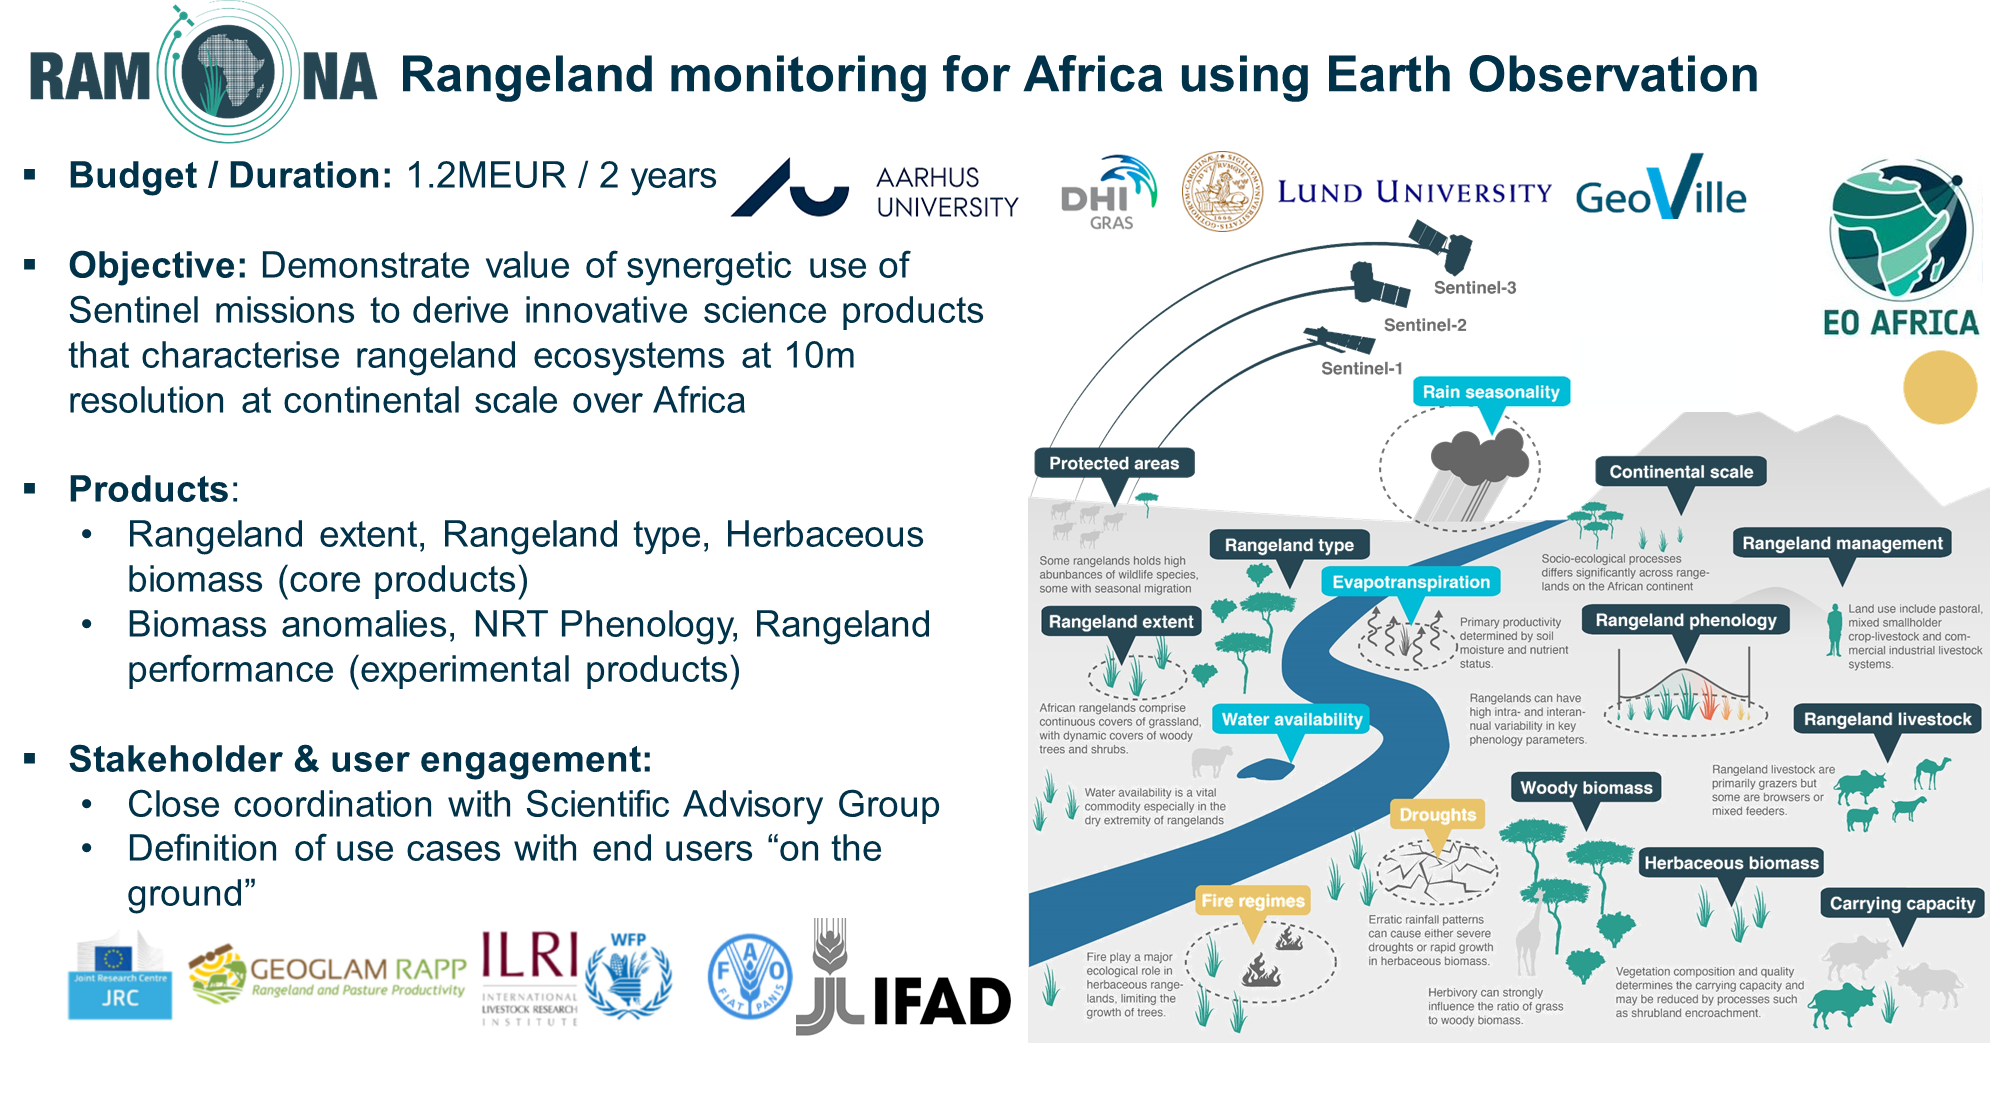 RAM NA
Rangeland monitoring for Africa using Earth Observation
▪ Budget / Duration: 1.2MEUR / 2 years
AARHUS
UNIVERSITY
DHI
GRAS
LUND UNIVERSITY
GeoVille
EO AFRICA
▪ Objective: Demonstrate value of synergetic use of
Sentinel missions to derive innovative science products
that characterise rangeland ecosystems at 10m
resolution at continental scale over Africa
▪ Products:
• Rangeland extent, Rangeland type, Herbaceous
biomass (core products)
• Biomass anomalies, NRT Phenology, Rangeland
performance (experimental products)
▪ Stakeholder & user engagement:
• Close coordination with Scientific Advisory Group
• Definition of use cases with end users “on the
ground”
Joint Research Centre
JRC
GEOGLAM RAPP
Rangeland and Pasture Productivity
ILRI
INTERNATIONAL
LIVESTOCK RESEARCH
INSTITUTE
WFP
FAO
FIAT PANIS
IFAD
Sentinel-3
Sentinel-2
Sentinel-1
Rain seasonality
Protected areas
Some rangelands holds high
abunbances of wildlife species,
some with seasonal migration
Continental scale
Socio-ecological processes
differs significantly across range-
lands on the African continent
Rangeland type
Rangeland management
Land use include pastoral,
mixed smallholder
crop-livestock and com-
mercial industrial livestock
systems.
Evapotranspiration
Primary productivity
determined by soil
moisture and nutrient
status.
Rangeland extent
African rangelands comprise
continuous covers of grassland,
with dynamic covers of woody
trees and shrubs.
Rangeland phenology
Rangelands can have
high intra- and interan-
nual variability in key
phenology parameters.
Water availability
Water availability is a vital
commodity especially in the
dry extremity of rangelands
Rangeland livestock
Rangeland livestock are
primarily grazers but
some are browsers or
mixed feeders.
Woody biomass
Droughts
Erratic rainfall patterns
can cause either severe
droughts or rapid growth
in herbaceous biomass.
Herbaceous biomass
Herbivory can strongly
influence the ratio of grass
to woody biomass.
Fire regimes
Fire play a major
ecological role in
herbaceous range-
lands, limiting the
growth of trees.
Carrying capacity
Vegetation composition and quality
determines the carrying capacity and
may be reduced by processes such
as shrubland encroachment.